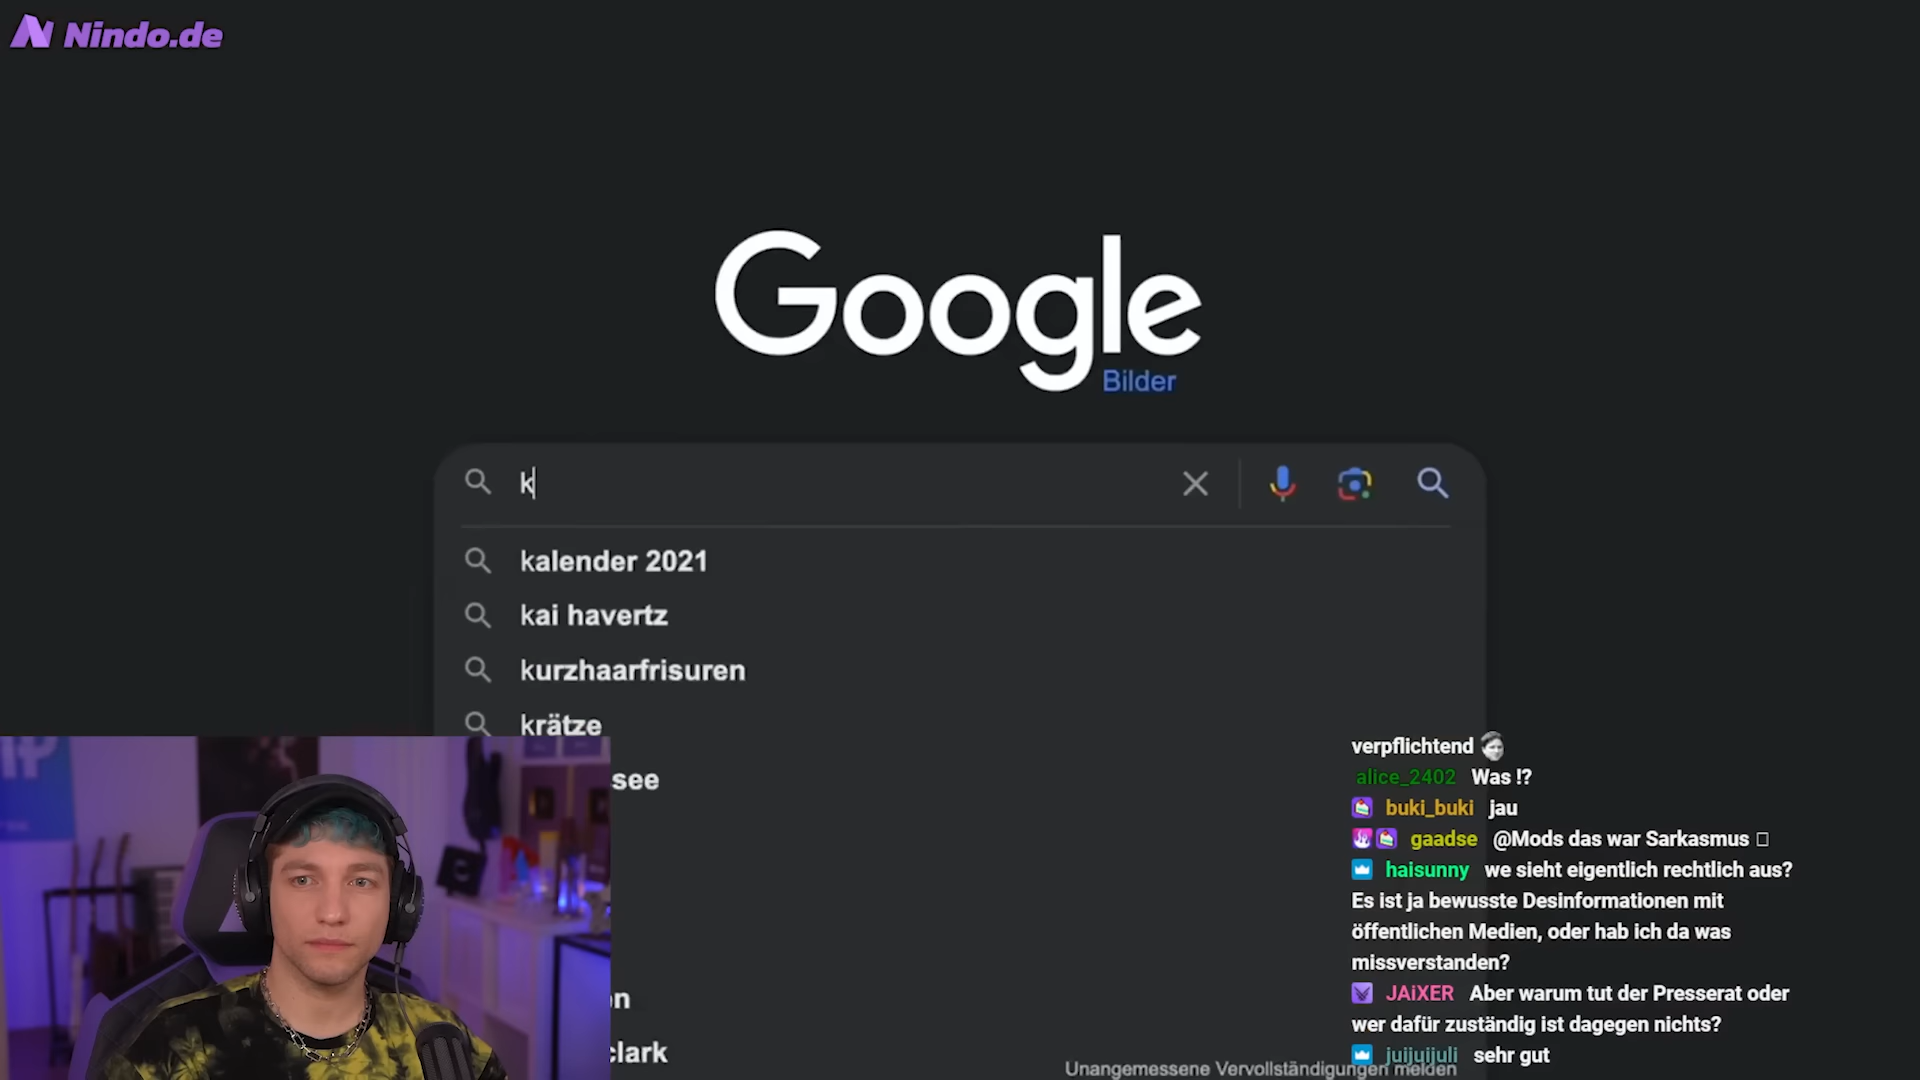 Nindo.de
Google
Bilder
k
kalender 2021
kai havertz
kurzhaarfrisuren
krätze
see
n
clark
Unangemessene Vervollständigungen melden
verpflichtend
alice_2402 Was !?
buki_buki jau
gaadse @Mods das war Sarkasmus
haisunny we sieht eigentlich rechtlich aus?
Es ist ja bewusste Desinformationen mit
öffentlichen Medien, oder hab ich da was
missverstanden?
JAiXER Aber warum tut der Presserat oder
wer dafür zuständig ist dagegen nichts?
juijuijuli sehr gut